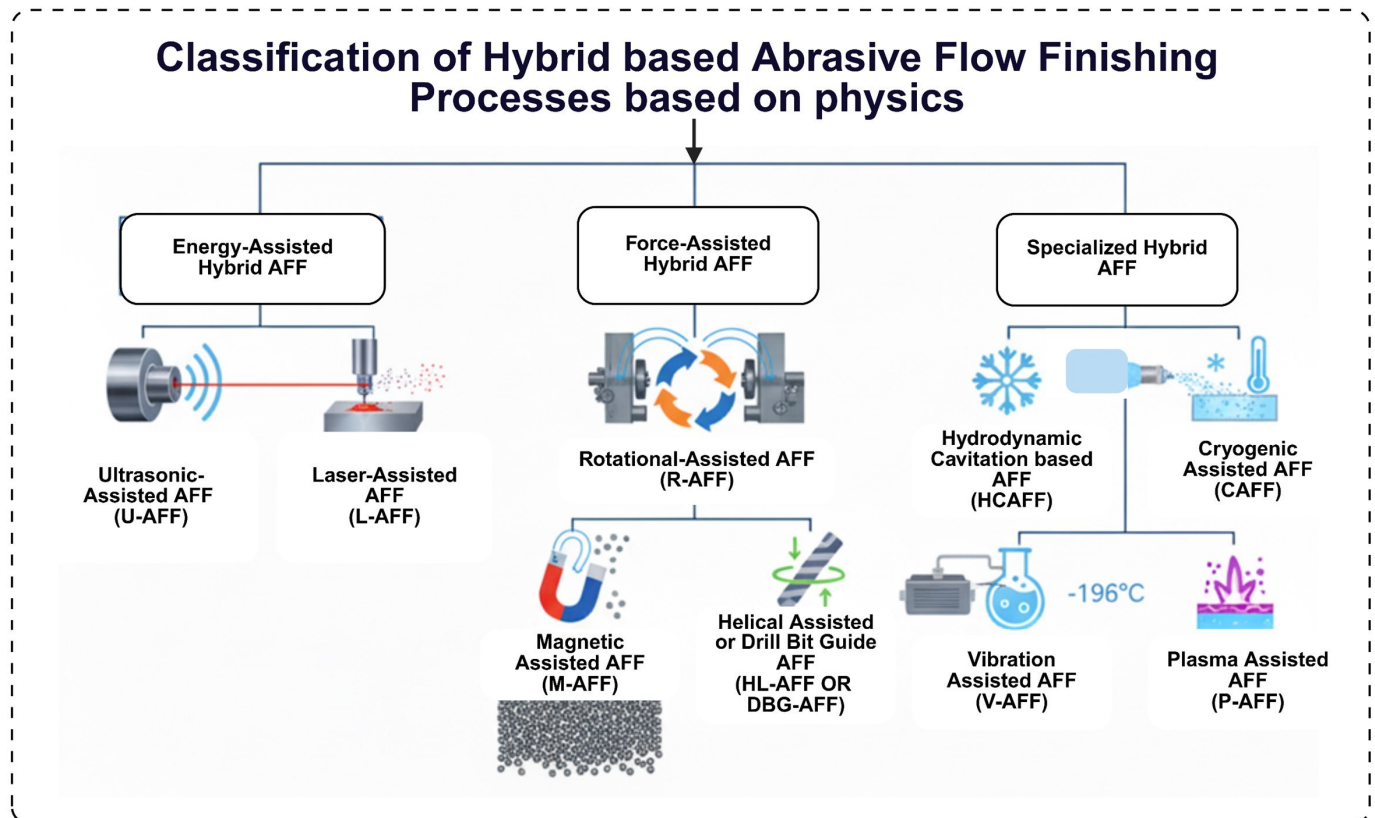 Classification of Hybrid based Abrasive Flow Finishing
Processes based on physics
Energy-Assisted
Hybrid AFF
Force-Assisted
Hybrid AFF
Specialized Hybrid
AFF
Ultrasonic-
Assisted AFF
(U-AFF)
Laser-Assisted
AFF
(L-AFF)
Rotational-Assisted AFF
(R-AFF)
Hydrodynamic
Cavitation based
AFF
(HCAFF)
Cryogenic
Assisted AFF
(CAFF)
Magnetic
Assisted AFF
(M-AFF)
Helical Assisted
or Drill Bit Guide
AFF
(HL-AFF OR
DBG-AFF)
-196°C
Vibration
Assisted AFF
(V-AFF)
Plasma Assisted
AFF
(P-AFF)